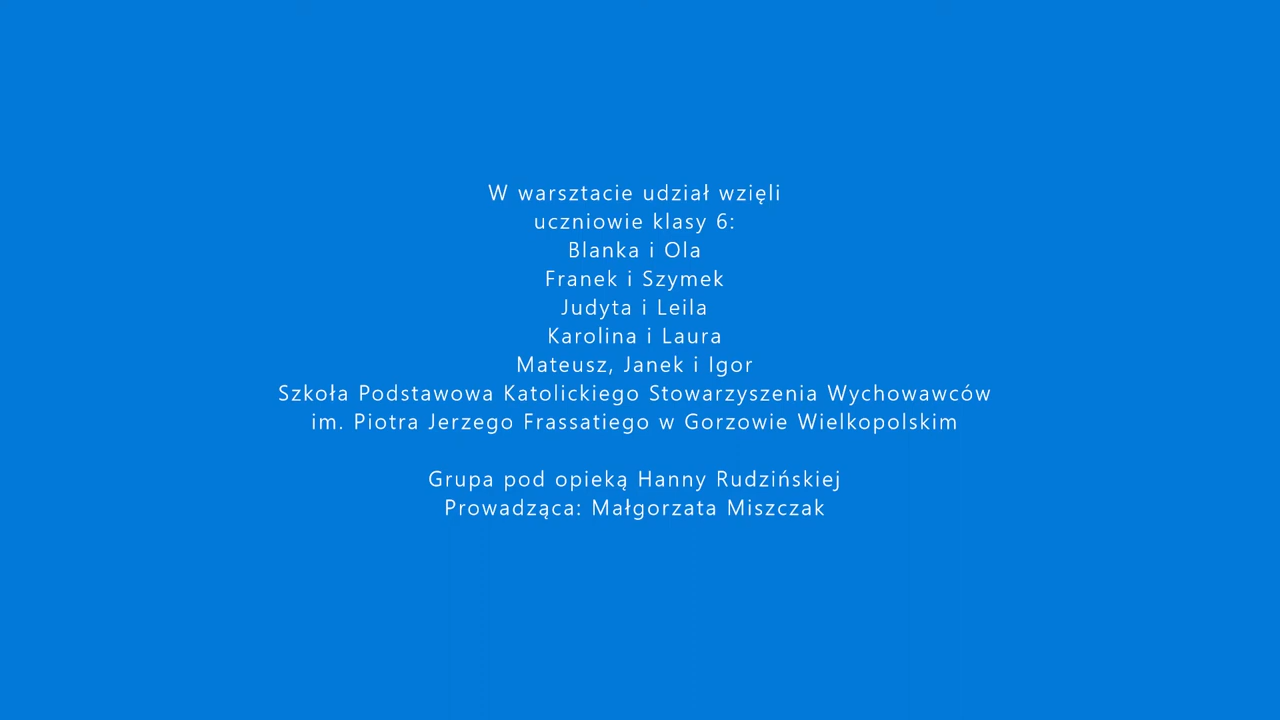 W warsztacie udział wzięli
uczniowie klasy 6:
Blanka i Ola
Franek i Szymek
Judyta i Leila
Karolina i Laura
Mateusz, Janek i Igor
Szkoła Podstawowa Katolickiego Stowarzyszenia Wychowawców
im. Piotra Jerzego Frassatiego w Gorzowie Wielkopolskim
Grupa pod opieką Hanny Rudzińskiej
Prowadząca: Małgorzata Miszczak